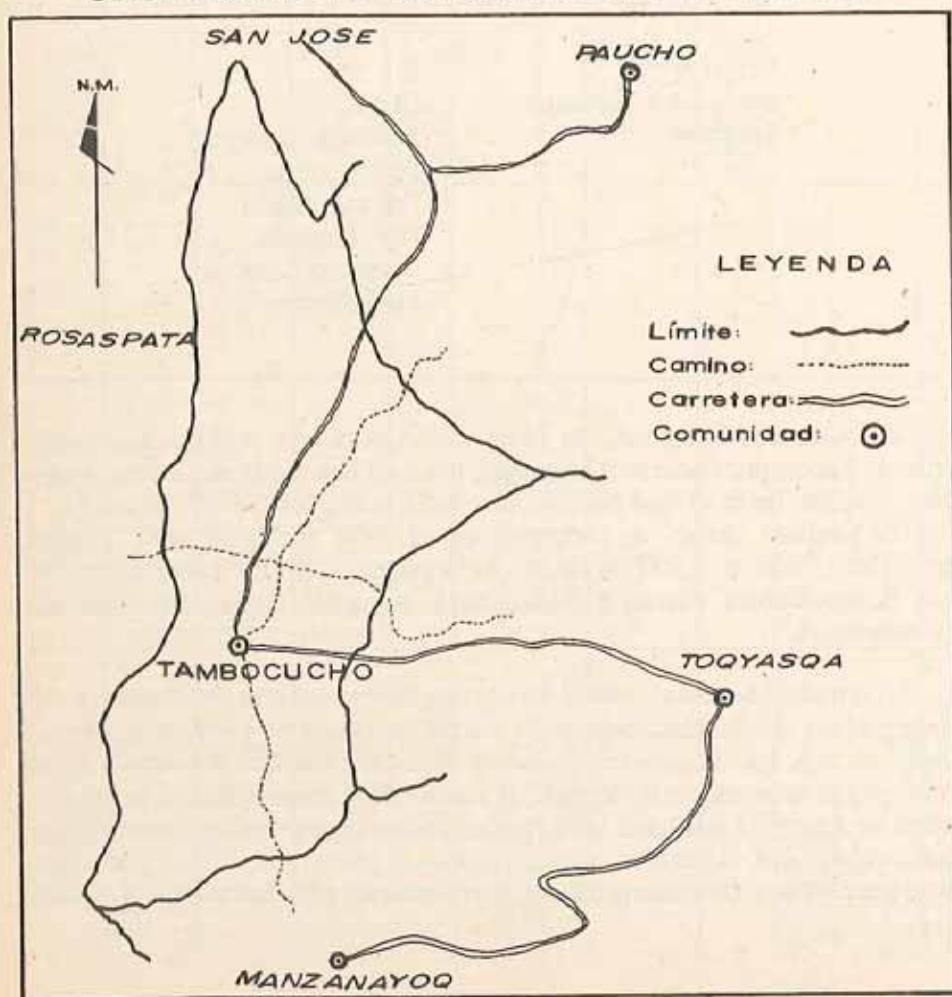 SAN JOSE
PAUCHO
N.M.
LEYENDA
ROSASPATA
Límite:
Camino:
Carretera:
Comunidad:
TAMBOCUCHO
TOQYASQA
MANZANAYOQ